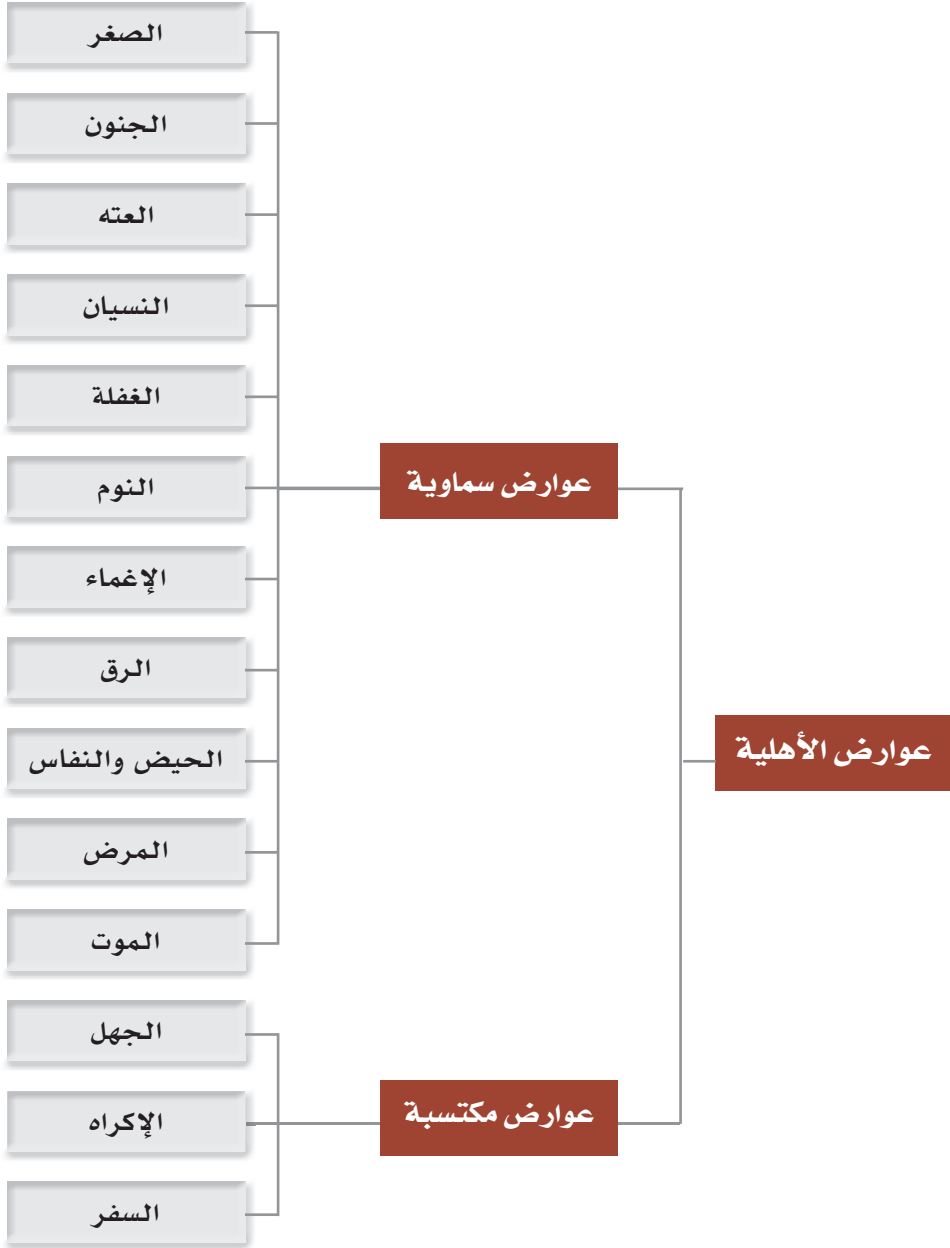 عوارض الأهلية
عوارض سماوية
الصغر
الجنون
العته
النسيان
الغفلة
النوم
الإغماء
الرق
الحيض والنفاس
المرض
الموت
عوارض مكتسبة
الجهل
الإكراه
السفر